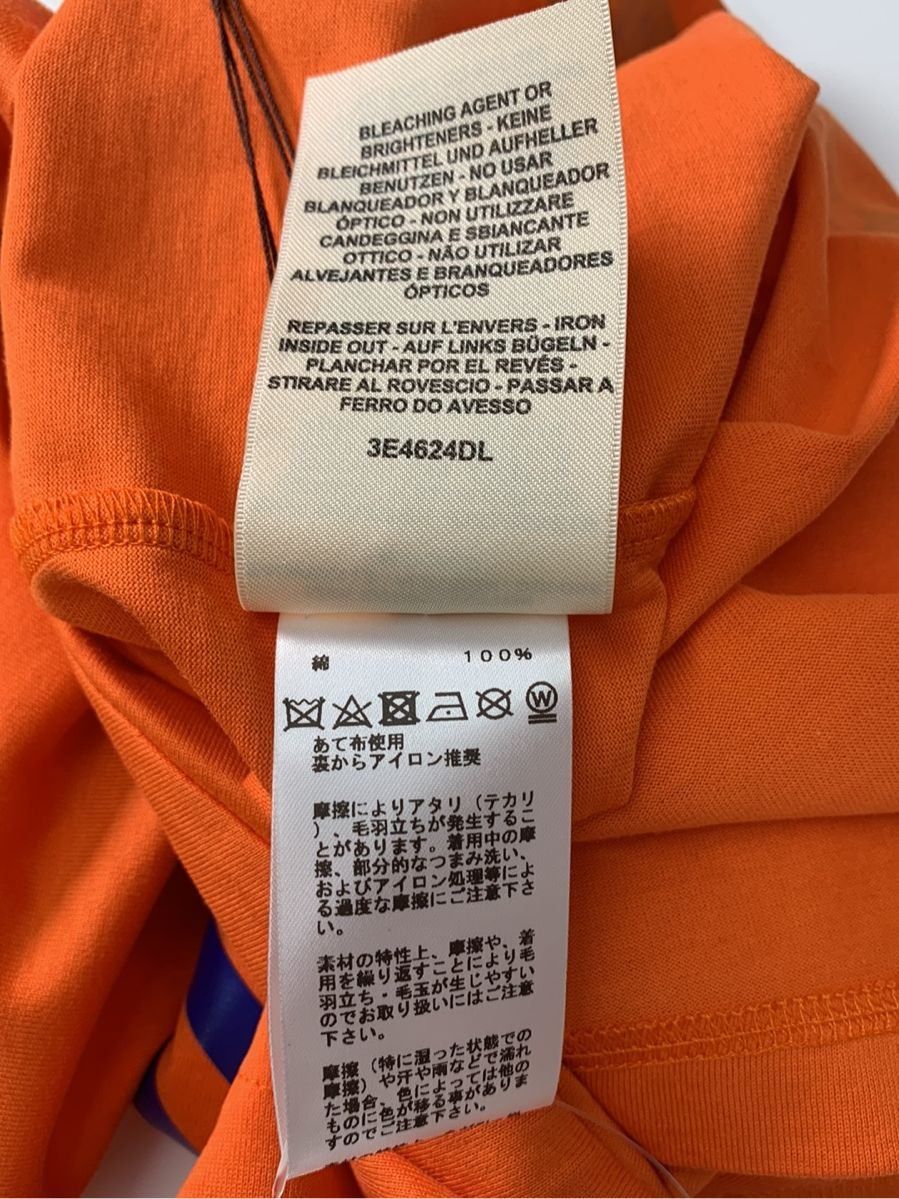 BLEACHING AGENT OR
BRIGHTENERS - KEINE
BLEICHMITTEL UND AUFHELLER
BENUTZEN - NO USAR
BLANQUEADOR Y BLANQUEADOR
ÓPTICO - NON UTILIZZARE
CANDEGGINA E SBIANCANTE
OTTICO - NÃO UTILIZAR
ALVEJANTES E BRANQUEADORES
ÓPTICOS
REPASSER SUR L'ENVERS - IRON
INSIDE OUT - AUF LINKS BÜGELN -
PLANCHAR POR EL REVÉS -
STIRARE AL ROVESCIO - PASSAR A
FERRO DO AVESSO
3E4624DL
綿 100%
W
あて布使用
裏からアイロン推奨
摩擦によりアタリ（テカリ
）、毛羽立ちが発生するこ
とがあります。着用中の摩
擦、部分的なつまみ洗い、
およびアイロン処理等によ
る過度な摩擦にご注意下さ
い。
素材の特性上、摩擦や、着
用を繰り返すことにより毛
羽立ち・毛玉が生じやすい
のでお取り扱いにはご注意
下さい。
摩擦（特に湿った状態での
摩擦）や汗や雨などで濡れ
た場合、色によっては他の
ものに色が移る事がありま
すのでご注意下さい。